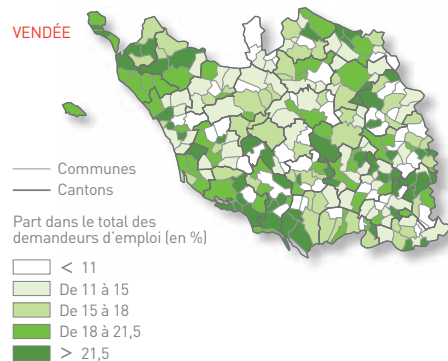 VENDÉE
Communes
Cantons
Part dans le total des
demandeurs d'emploi (en %)
< 11
De 11 à 15
De 15 à 18
De 18 à 21,5
> 21,5